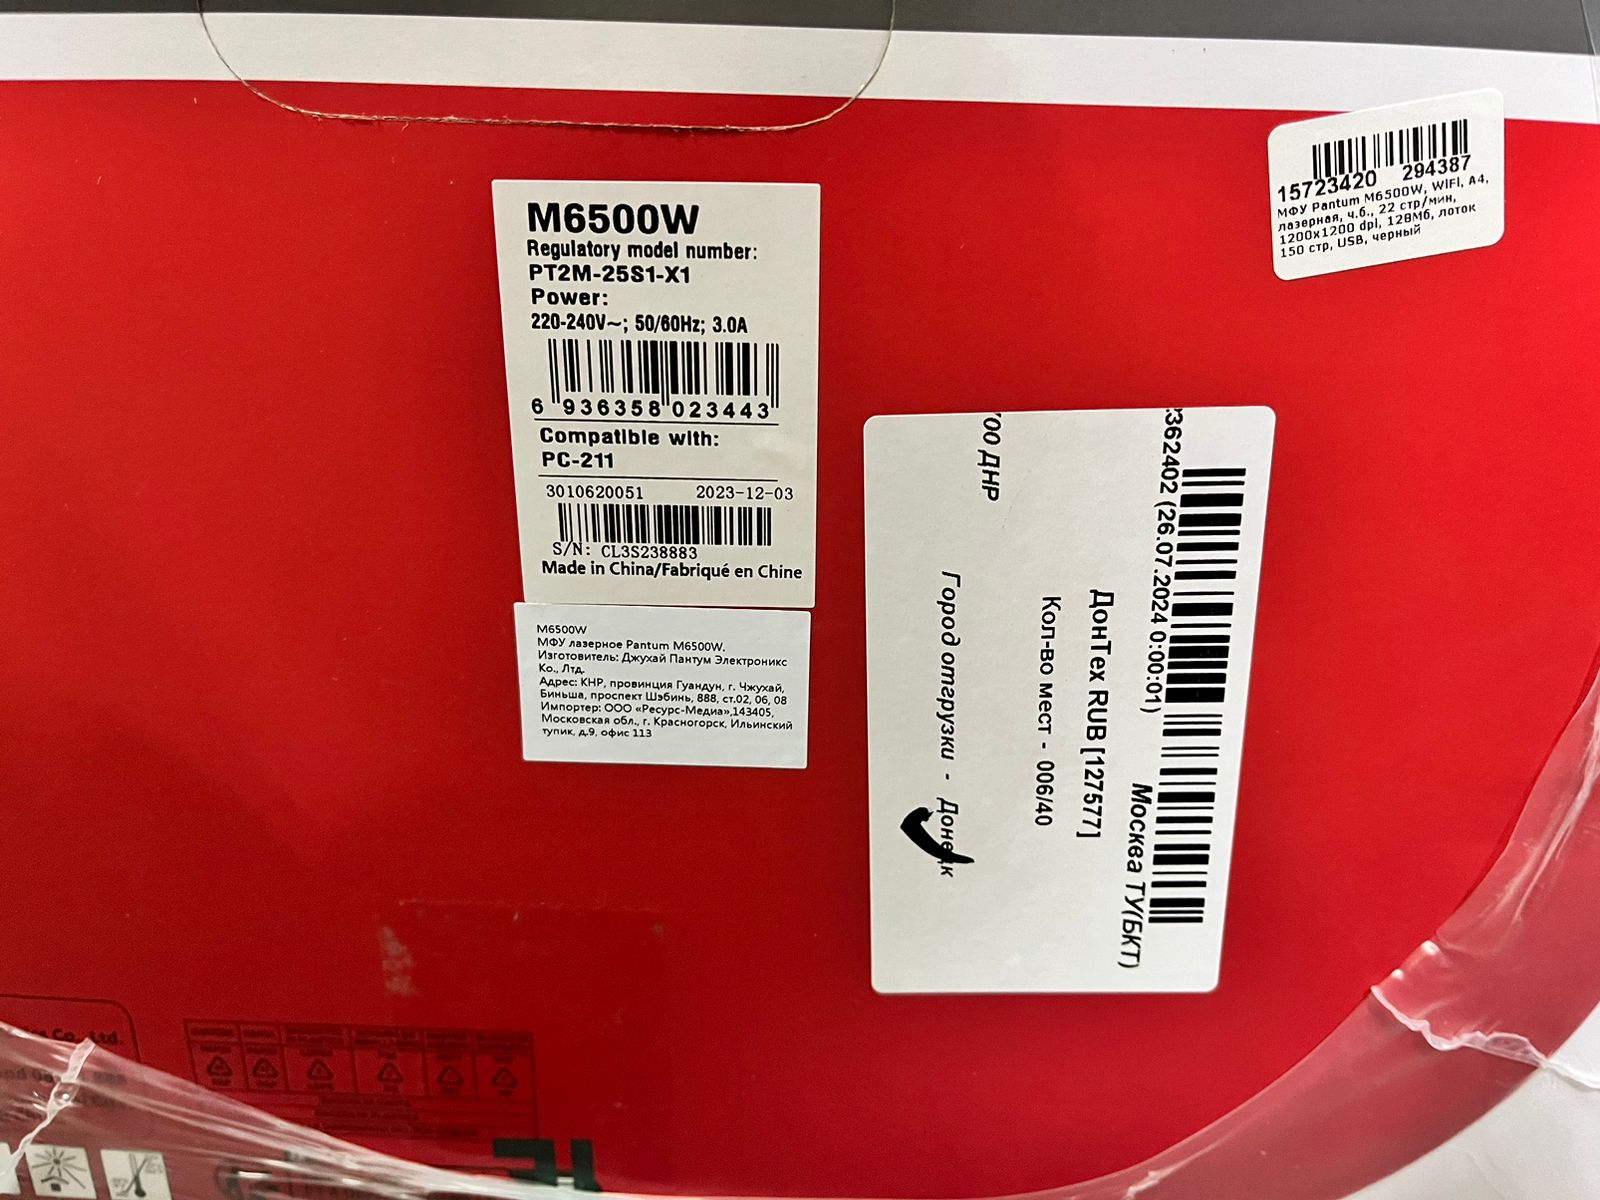 M6500W
Regulatory model number:
PT2M-25S1-X1
Power:
220-240V~; 50/60Hz; 3.0A
6 936358 023443
Compatible with:
PC-211
3010620051 2023-12-03
S/N: CL3S238883
Made in China/Fabriqué en Chine
M6500W
МФУ лазерное Pantum M6500W.
Изготовитель: Джухай Пантум Электроникс
Ко., Лтд.
Адрес: КНР, провинция Гуандун, г. Чжухай,
Биньша, проспект Шэбинь, 888, ст.02, 06, 08
Импортер: ООО «Ресурс-Медиа»,143405,
Московская обл., г. Красногорск, Ильинский
тупик, д.9, офис 113
15723420 294387
МФУ Pantum M6500W, WiFi, A4,
лазерная, ч.б., 22 стр/мин,
1200x1200 dpi, 128Мб, лоток
150 стр, USB, черный
362402 (26.07.2024 0:00:01)
Москва ТУ(БКТ)
ДонТех RUB [127577]
Кол-во мест - 006/40
00 ДНР
Город отгрузки - Донецк
Co., Ltd.